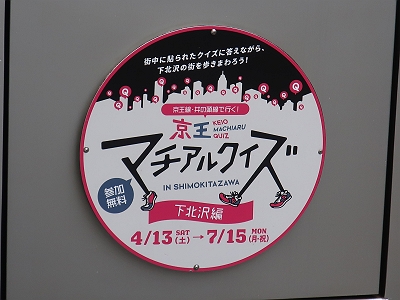 街中に貼られたクイズに答えながら、
下北沢の街を歩きまわろう!
京王線・井の頭線で行く!
京王 KEIO MACHIARU QUIZ
マチアルクイズ
IN SHIMOKITAZAWA
参加無料
下北沢編
4/13 SAT (土) → 7/15 MON (月・祝)